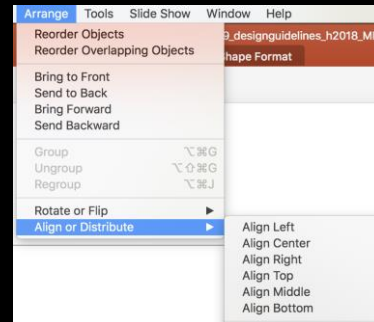 Arrange Tools Slide Show Window Help
Reorder Objects
Reorder Overlapping Objects
9_designguidelines_h2018_MI
hape Format
Bring to Front
Send to Back
Bring Forward
Send Backward
Group ⌥⌘G
Ungroup ⌥⇧⌘G
Regroup ⌥⌘J
Rotate or Flip ▶
Align or Distribute ▶
Align Left
Align Center
Align Right
Align Top
Align Middle
Align Bottom